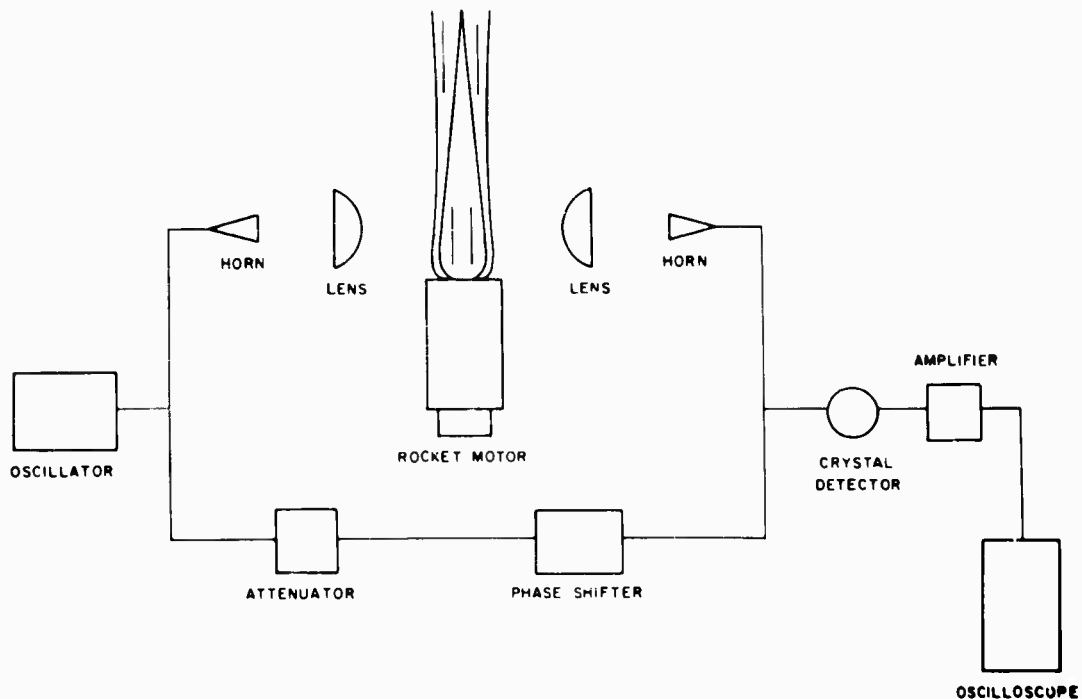 HORN
LENS
LENS
HORN
AMPLIFIER
OSCILLATOR
ROCKET MOTOR
CRYSTAL
DETECTOR
ATTENUATOR
PHASE SHIFTER
OSCILLOSCOPE